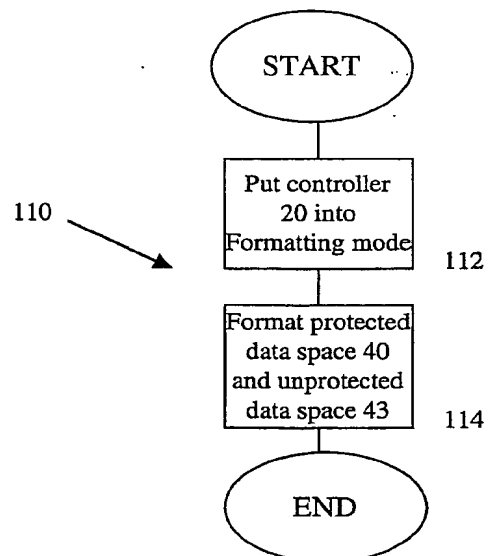 START
Put controller
20 into
Formatting mode
110
112
Format protected
data space 40
and unprotected
data space 43
114
END